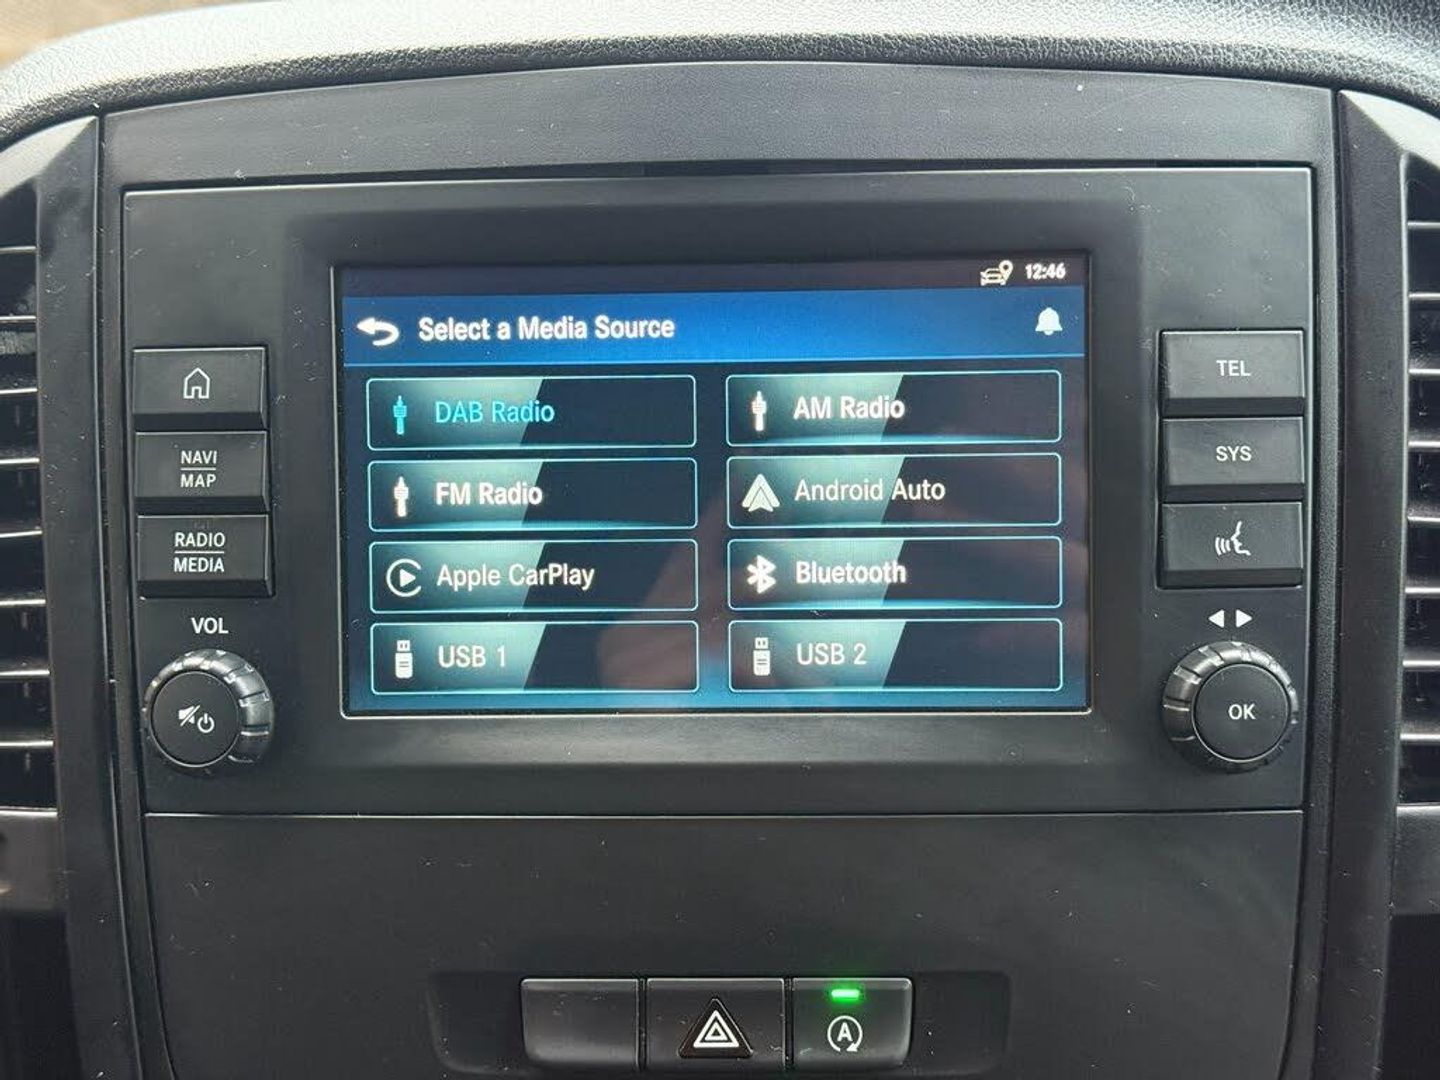 12:46
Select a Media Source
DAB Radio
AM Radio
FM Radio
Android Auto
Apple CarPlay
Bluetooth
USB 1
USB 2
NAVI
MAP
RADIO
MEDIA
VOL
TEL
SYS
OK
A